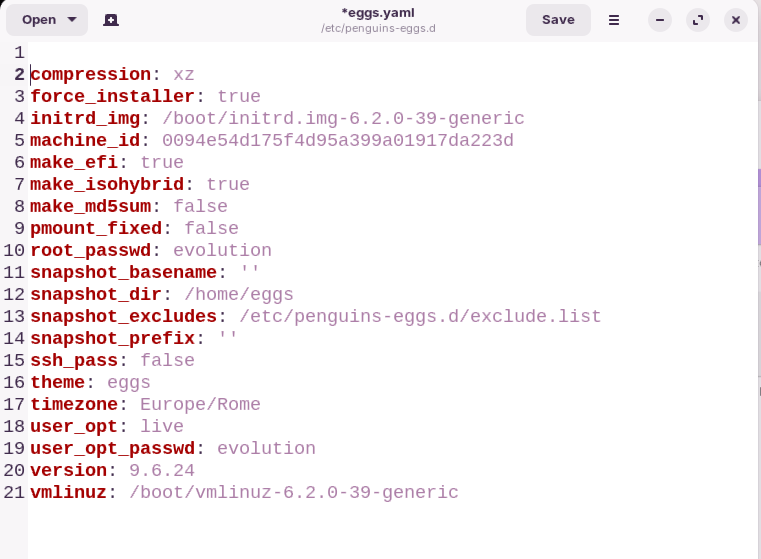 Open
*eggs.yaml
/etc/penguins-eggs.d
Save
1
2 compression: xz
3 force_installer: true
4 initrd_img: /boot/initrd.img-6.2.0-39-generic
5 machine_id: 0094e54d175f4d95a399a01917da223d
6 make_efi: true
7 make_isohybrid: true
8 make_md5sum: false
9 pmount_fixed: false
10 root_passwd: evolution
11 snapshot_basename: ''
12 snapshot_dir: /home/eggs
13 snapshot_excludes: /etc/penguins-eggs.d/exclude.list
14 snapshot_prefix: ''
15 ssh_pass: false
16 theme: eggs
17 timezone: Europe/Rome
18 user_opt: live
19 user_opt_passwd: evolution
20 version: 9.6.24
21 vmlinuz: /boot/vmlinuz-6.2.0-39-generic